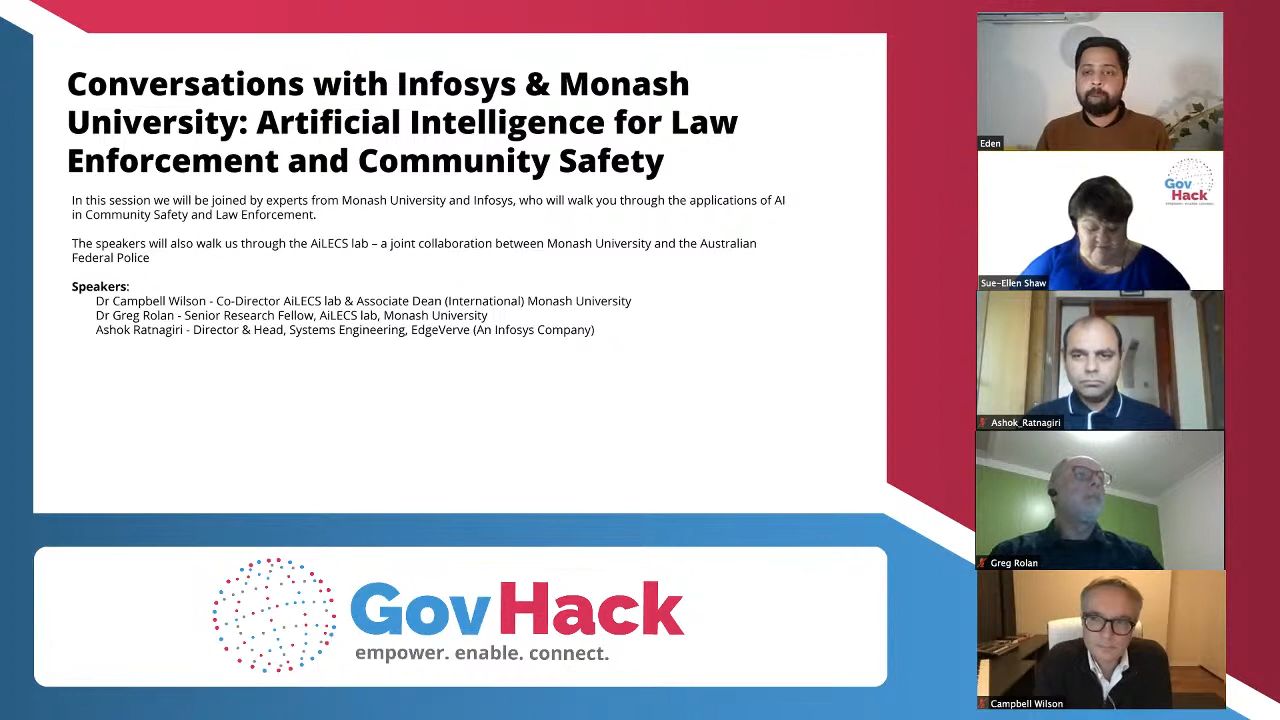 Conversations with Infosys & Monash
University: Artificial Intelligence for Law
Enforcement and Community Safety
In this session we will be joined by experts from Monash University and Infosys, who will walk you through the applications of AI
in Community Safety and Law Enforcement.
The speakers will also walk us through the AiLECS lab – a joint collaboration between Monash University and the Australian
Federal Police
Speakers:
Dr Campbell Wilson - Co-Director AiLECS lab & Associate Dean (International) Monash University
Dr Greg Rolan - Senior Research Fellow, AiLECS lab, Monash University
Ashok Ratnagiri - Director & Head, Systems Engineering, EdgeVerve (An Infosys Company)
GovHack
empower. enable. connect.
Eden
Gov
Hack
Sue-Ellen Shaw
Ashok_Ratnagiri
Greg Rolan
Campbell Wilson